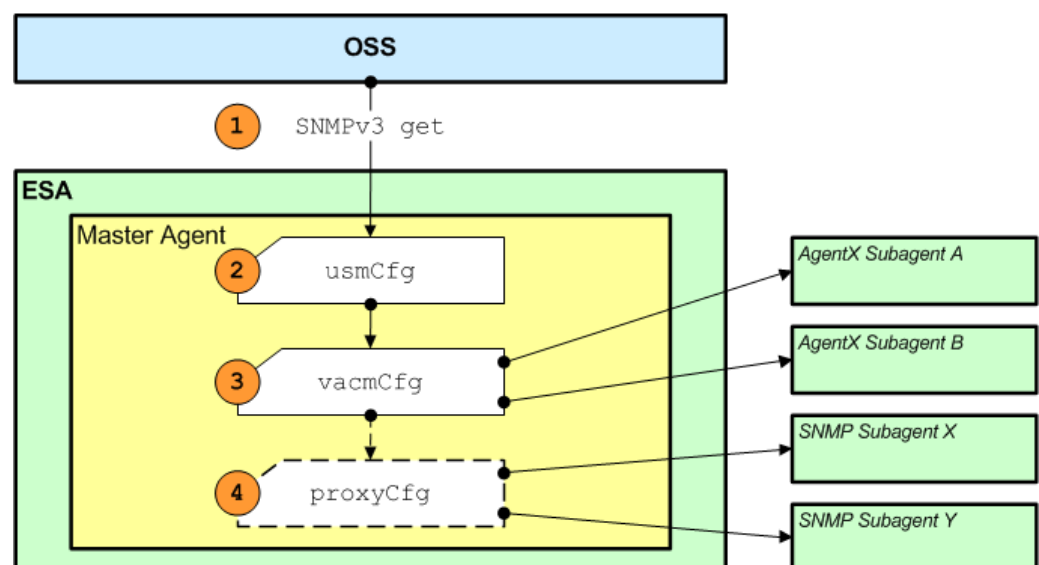 OSS
1
SNMPv3 get
ESA
Master Agent
2
usmCfg
3
vacmCfg
4
proxyCfg
AgentX Subagent A
AgentX Subagent B
SNMP Subagent X
SNMP Subagent Y